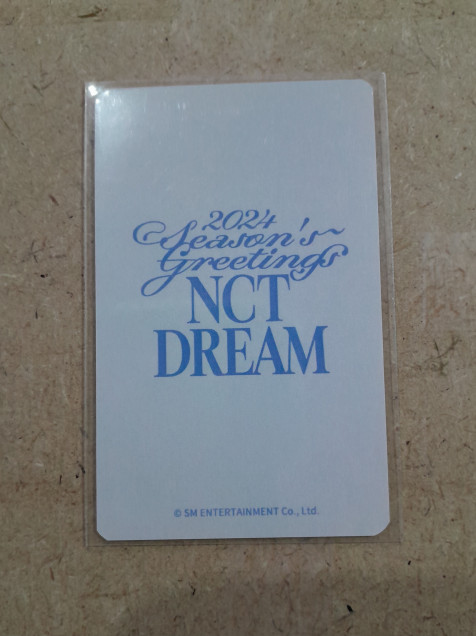 2024
Season's
Greetings
NCT
DREAM
© SM ENTERTAINMENT Co., Ltd.